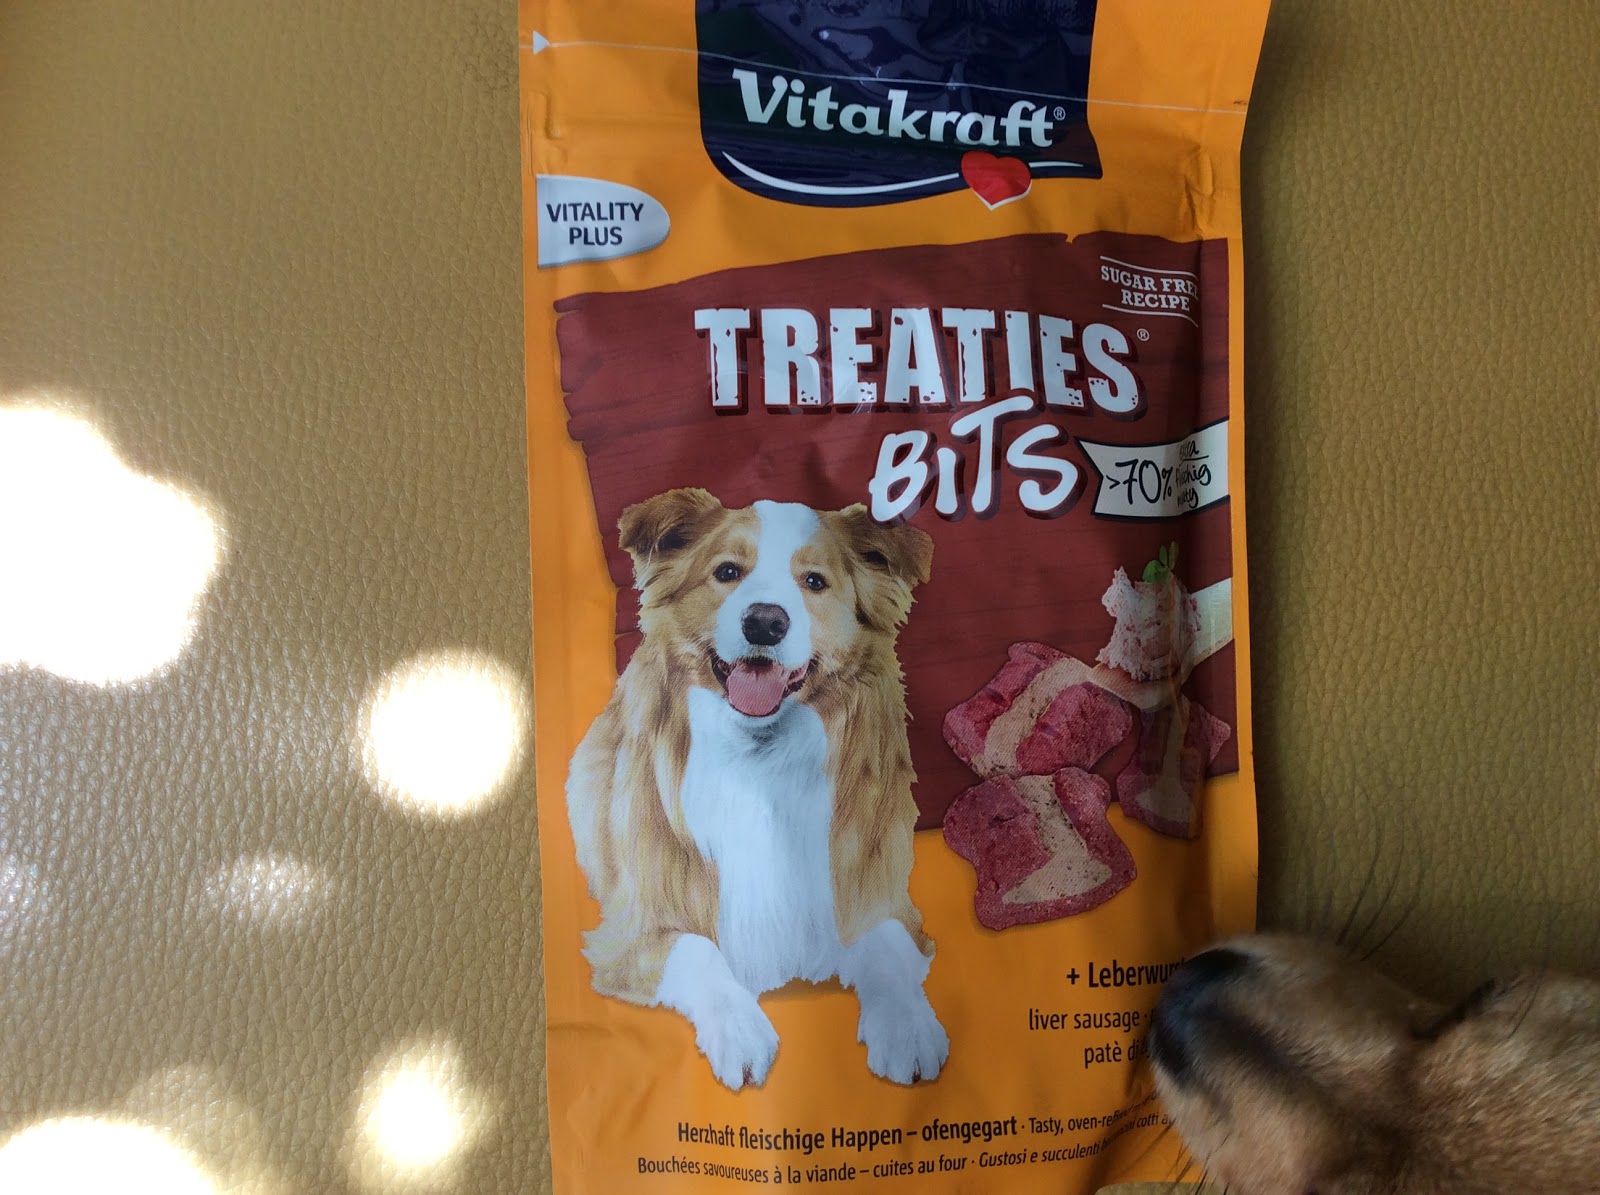 Vitakraft®
VITALITY
PLUS
SUGAR FREE
RECIPE
TREATIES®
BiTS
>70%
+ Leberwurst
liver sausage ·
patè di
Herzhaft fleischige Happen – ofengegart · Tasty, oven-
Bouchées savoureuses à la viande – cuites au four · Gustosi e succulenti cotti